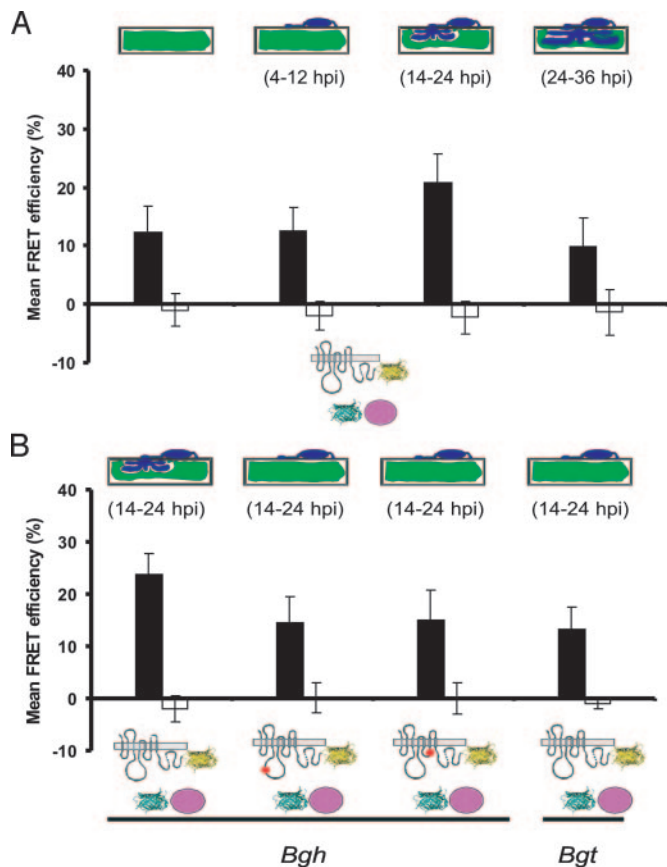 A
(4-12 hpi) (14-24 hpi) (24-36 hpi)
Mean FRET efficiency (%)
40
30
20
10
0
-10
B
(14-24 hpi) (14-24 hpi) (14-24 hpi) (14-24 hpi)
Mean FRET efficiency (%)
40
30
20
10
0
-10
Bgh Bgt